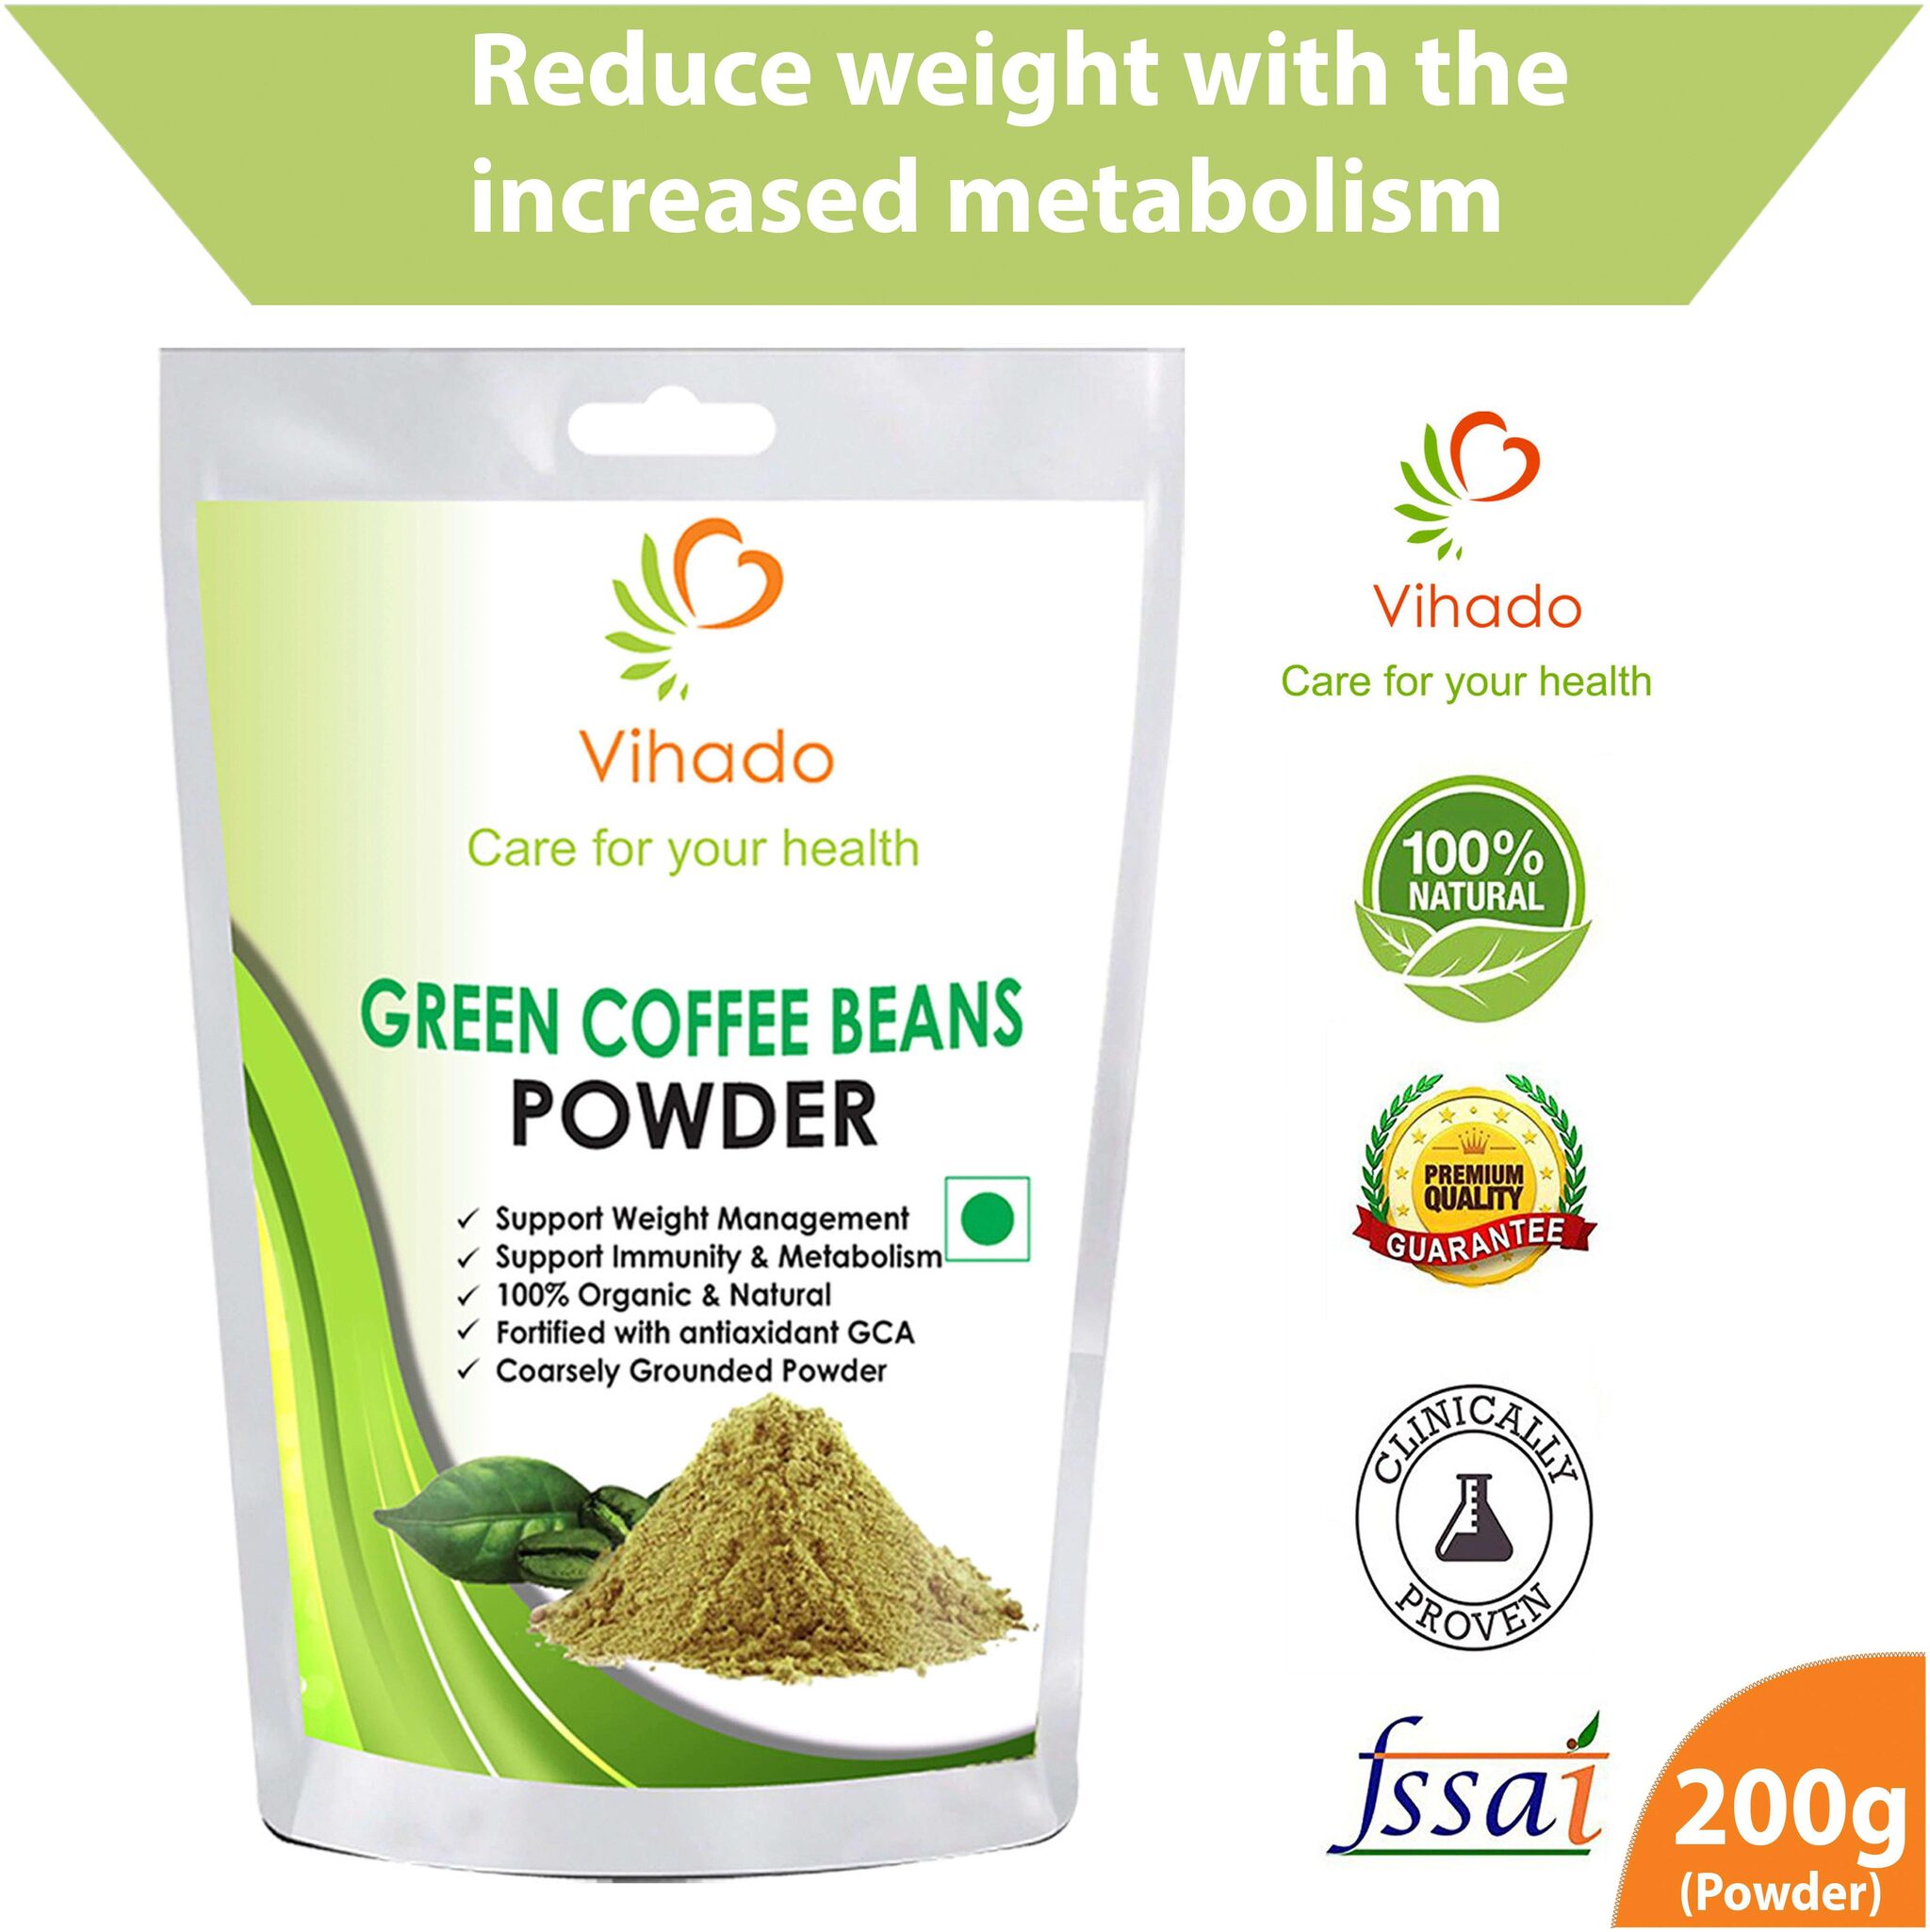 Reduce weight with the
increased metabolism
Vihado
Care for your health
GREEN COFFEE BEANS
POWDER
✓ Support Weight Management
✓ Support Immunity & Metabolism
✓ 100% Organic & Natural
✓ Fortified with antiaxidant GCA
✓ Coarsely Grounded Powder
Vihado
Care for your health
100%
NATURAL
PREMIUM
QUALITY
GUARANTEE
CLINICALLY
PROVEN
fssai
200g
(Powder)